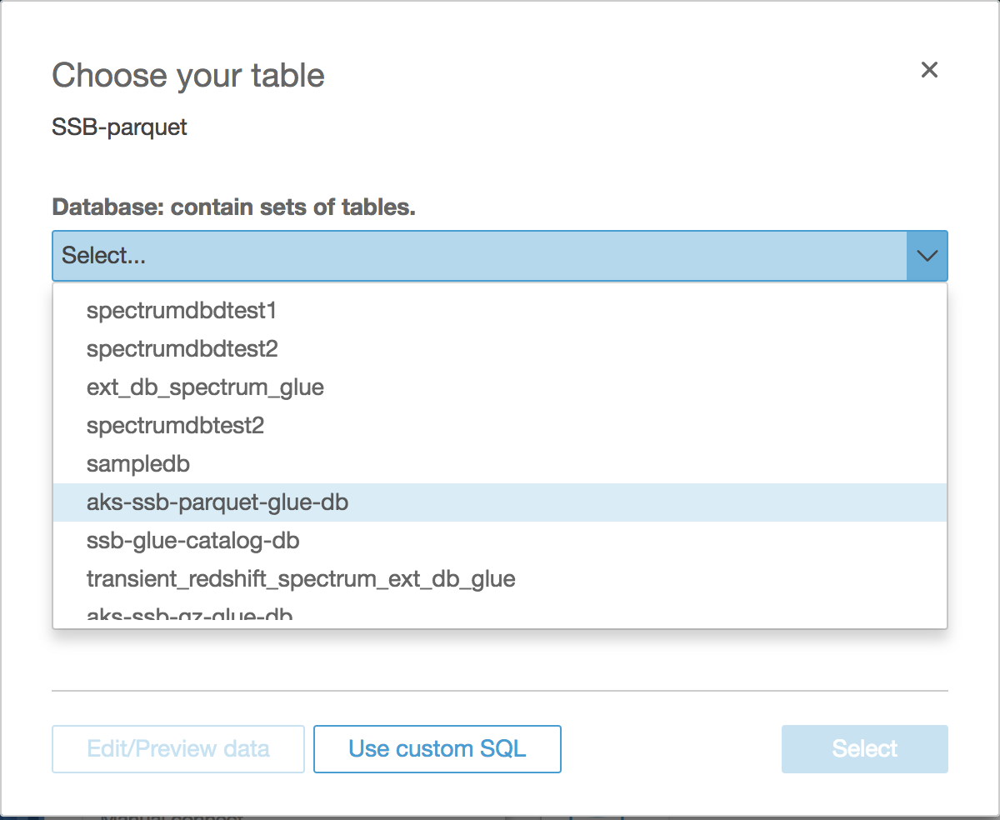 Choose your table
SSB-parquet
Database: contain sets of tables.
Select...
spectrumdbdtest1
spectrumdbdtest2
ext_db_spectrum_glue
spectrumdbtest2
sampledb
aks-ssb-parquet-glue-db
ssb-glue-catalog-db
transient_redshift_spectrum_ext_db_glue
aks-ssb-gz-glue-db
Edit/Preview data
Use custom SQL
Select
Manual connect